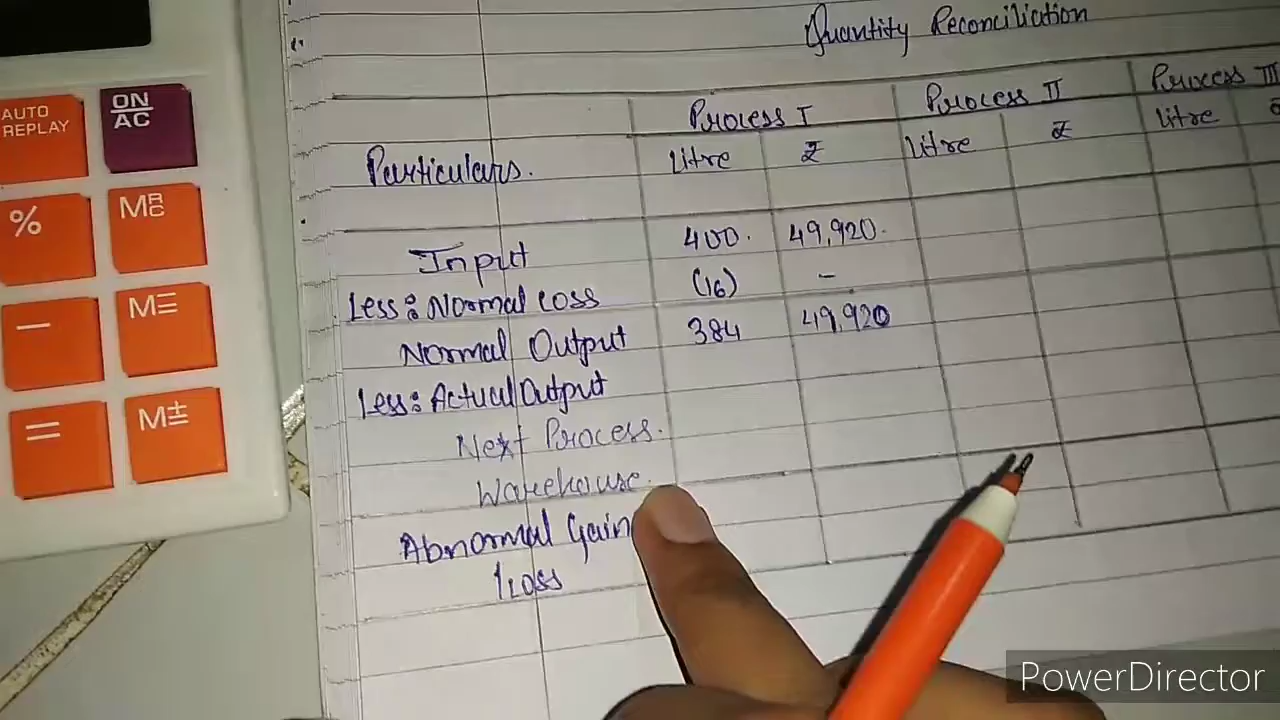 Quantity Reconciliation
Process I Process II Process III
Particulars. Litre ₹ Litre ₹ Litre
Input 400. 49,920.
Less: Normal Loss (16) –
Normal Output 384 49,920
Less: Actual Output
Next Process.
Warehouse.
Abnormal Gain
/Loss
AUTO REPLAY
ON/AC
%
MRC
—
M=
=
M±
PowerDirector